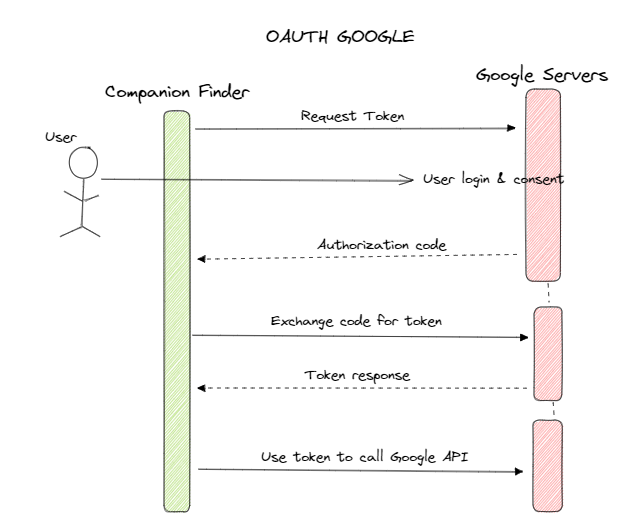 OAUTH GOOGLE
Google Servers
Companion Finder
Request Token
User
User login & consent
Authorization code
Exchange code for token
Token response
Use token to call Google API